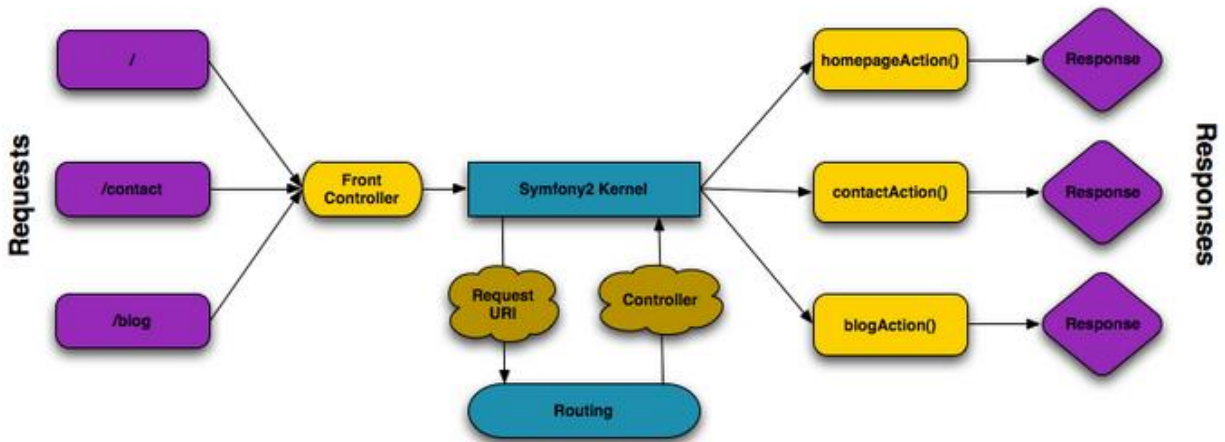 Requests
/
/contact
/blog
Front
Controller
Symfony2 Kernel
Request
URI
Controller
Routing
homepageAction()
contactAction()
blogAction()
Response
Response
Response
Responses